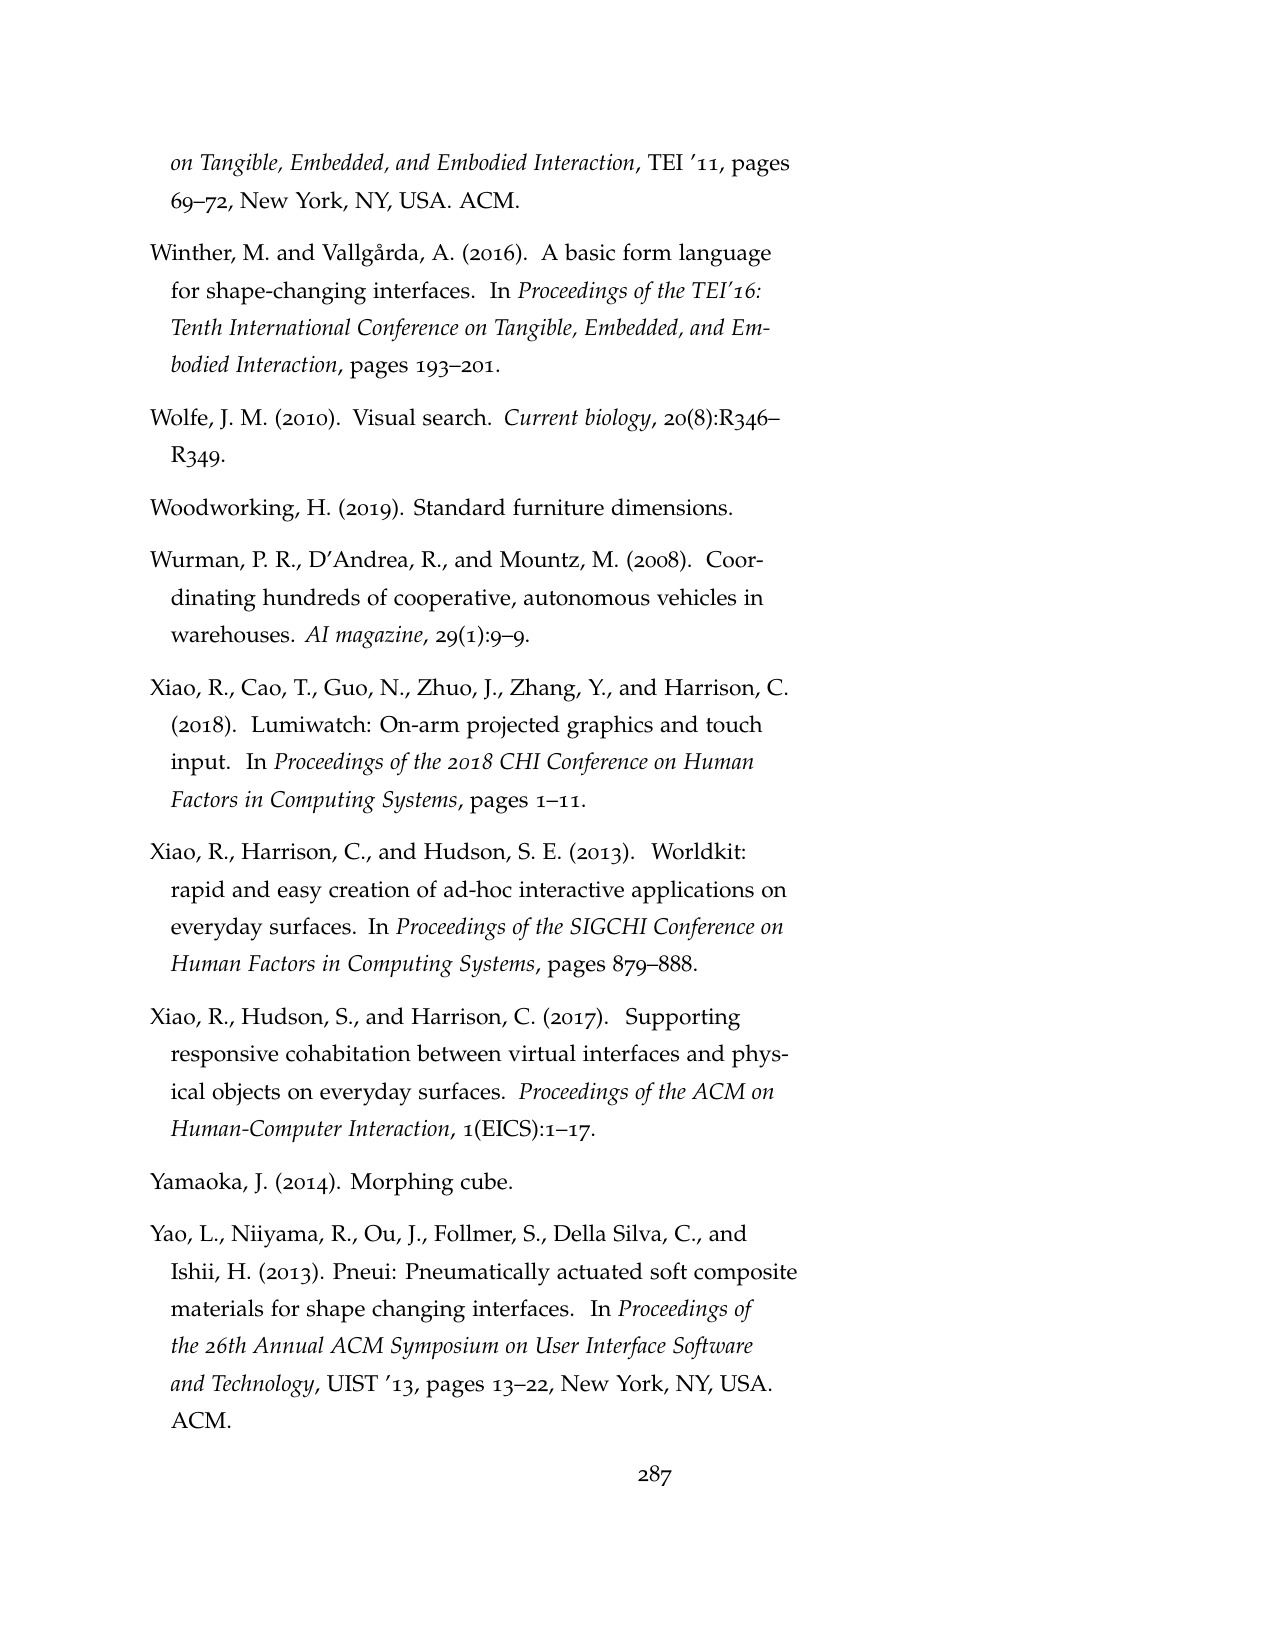 on Tangible, Embedded, and Embodied Interaction, TEI ’11, pages
69–72, New York, NY, USA. ACM.
Winther, M. and Vallgårda, A. (2016). A basic form language
for shape-changing interfaces. In Proceedings of the TEI’16:
Tenth International Conference on Tangible, Embedded, and Em-
bodied Interaction, pages 193–201.
Wolfe, J. M. (2010). Visual search. Current biology, 20(8):R346–
R349.
Woodworking, H. (2019). Standard furniture dimensions.
Wurman, P. R., D’Andrea, R., and Mountz, M. (2008). Coor-
dinating hundreds of cooperative, autonomous vehicles in
warehouses. AI magazine, 29(1):9–9.
Xiao, R., Cao, T., Guo, N., Zhuo, J., Zhang, Y., and Harrison, C.
(2018). Lumiwatch: On-arm projected graphics and touch
input. In Proceedings of the 2018 CHI Conference on Human
Factors in Computing Systems, pages 1–11.
Xiao, R., Harrison, C., and Hudson, S. E. (2013). Worldkit:
rapid and easy creation of ad-hoc interactive applications on
everyday surfaces. In Proceedings of the SIGCHI Conference on
Human Factors in Computing Systems, pages 879–888.
Xiao, R., Hudson, S., and Harrison, C. (2017). Supporting
responsive cohabitation between virtual interfaces and phys-
ical objects on everyday surfaces. Proceedings of the ACM on
Human-Computer Interaction, 1(EICS):1–17.
Yamaoka, J. (2014). Morphing cube.
Yao, L., Niiyama, R., Ou, J., Follmer, S., Della Silva, C., and
Ishii, H. (2013). Pneui: Pneumatically actuated soft composite
materials for shape changing interfaces. In Proceedings of
the 26th Annual ACM Symposium on User Interface Software
and Technology, UIST ’13, pages 13–22, New York, NY, USA.
ACM.
287